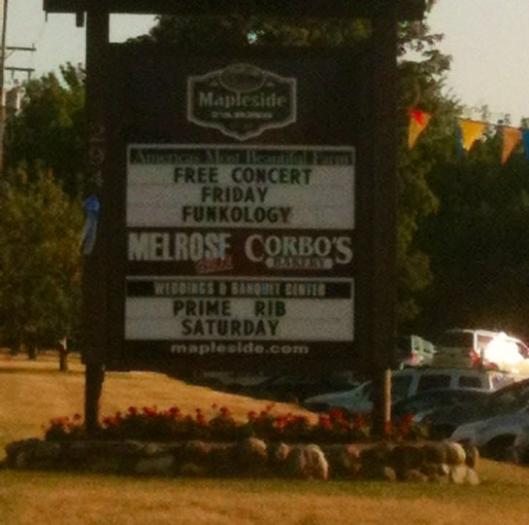 Mapleside
America's Most Beautiful Farm
FREE CONCERT
FRIDAY
FUNKOLOGY
MELROSE
CORBO'S
BAKERY
WEDDINGS & BANQUET CENTER
PRIME RIB
SATURDAY
mapleside.com